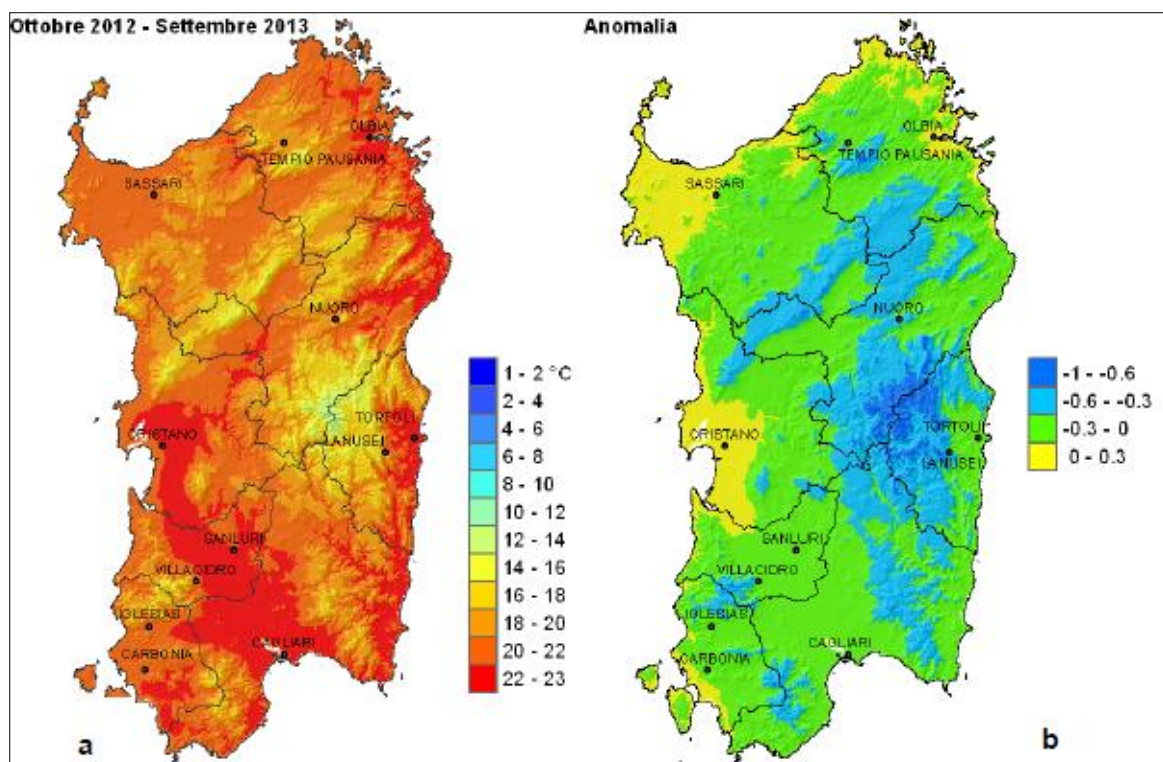 Ottobre 2012 - Settembre 2013
Anomalia
OLBIA
TEMPIO PAUSANIA
SASSARI
NUORO
TORTOLI
ORISTANO
LANUSEI
SANLURI
VILLACIDRO
IGLESIAS
CAGLIARI
CARBONIA
1 - 2 °C
2 - 4
4 - 6
6 - 8
8 - 10
10 - 12
12 - 14
14 - 16
16 - 18
18 - 20
20 - 22
22 - 23
a
OLBIA
TEMPIO PAUSANIA
SASSARI
NUORO
ORISTANO
TORTOLI
LANUSEI
SANLURI
VILLACIDRO
IGLESIAS
CAGLIARI
CARBONIA
-1 - -0.6
-0.6 - -0.3
-0.3 - 0
0 - 0.3
b